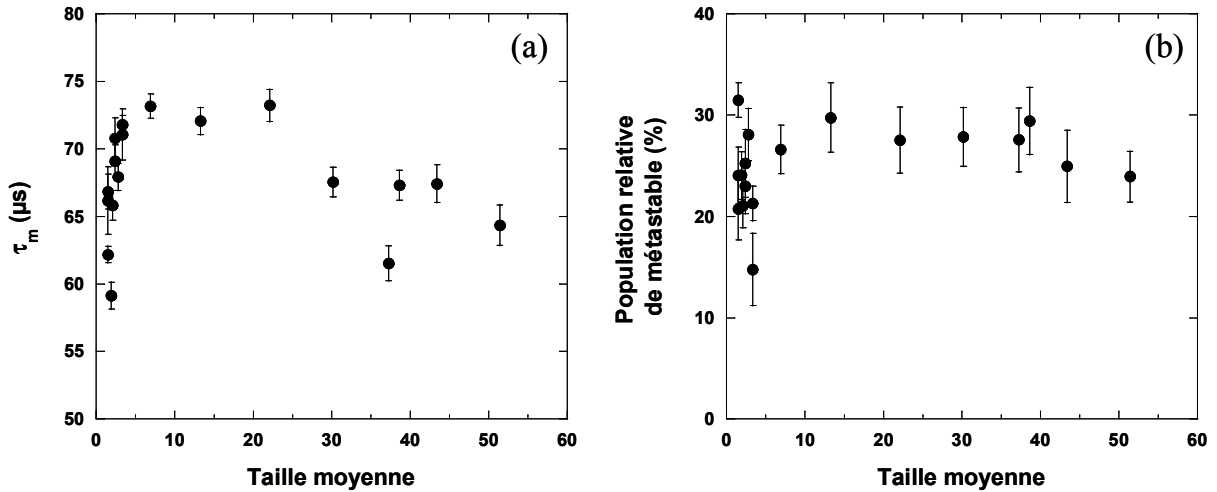 (a)
80
75
70
65
60
55
50
τm (µs)
0 10 20 30 40 50 60
Taille moyenne
(b)
40
30
20
10
0
Population relative
de métastable (%)
0 10 20 30 40 50 60
Taille moyenne